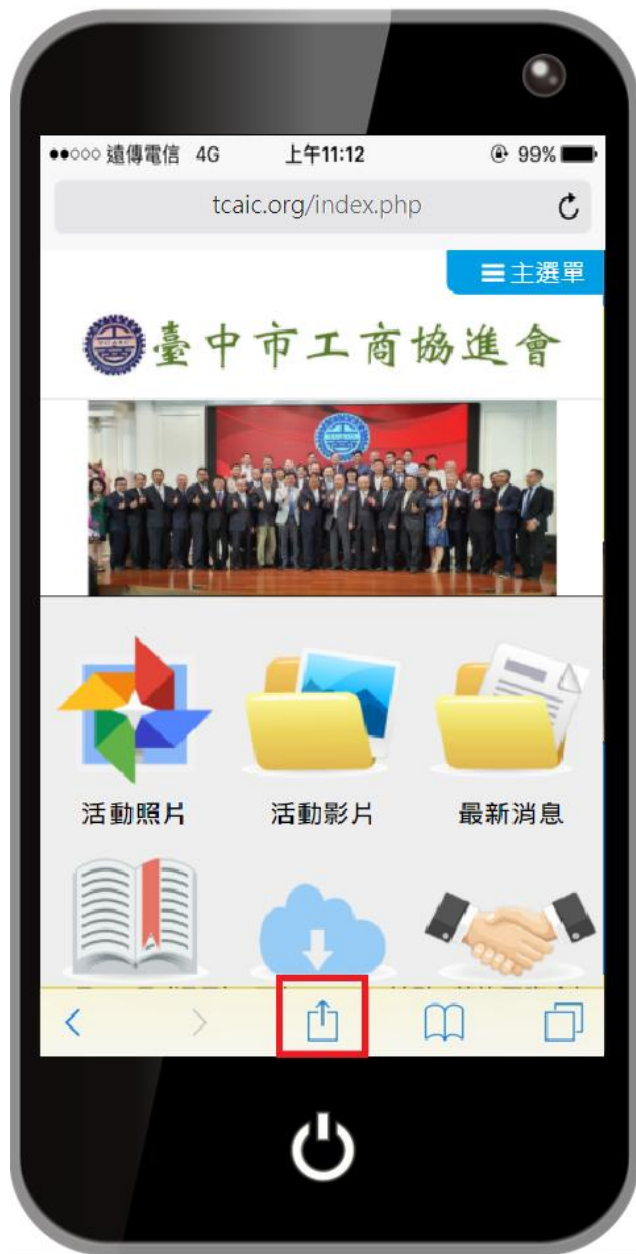 遠傳電信 4G 上午11:12 99%
tcaic.org/index.php
主選單
臺中市工商協進會
活動照片 活動影片 最新消息